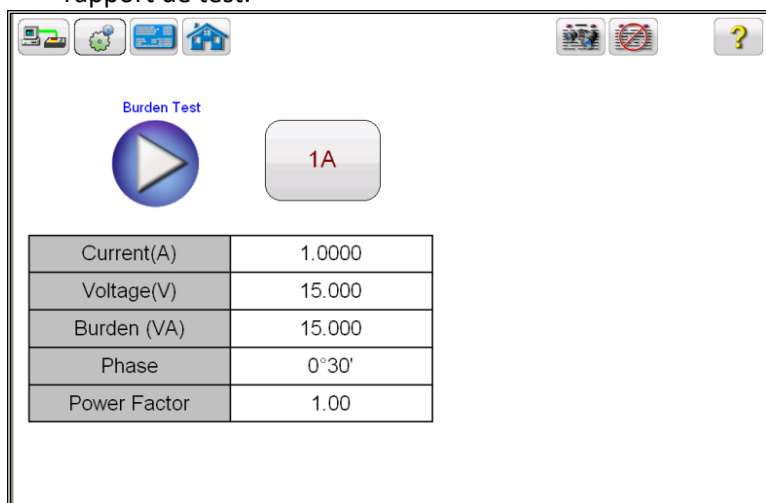 rapport de test.
?
Burden Test
1A
Current(A) 1.0000
Voltage(V) 15.000
Burden (VA) 15.000
Phase 0°30'
Power Factor 1.00